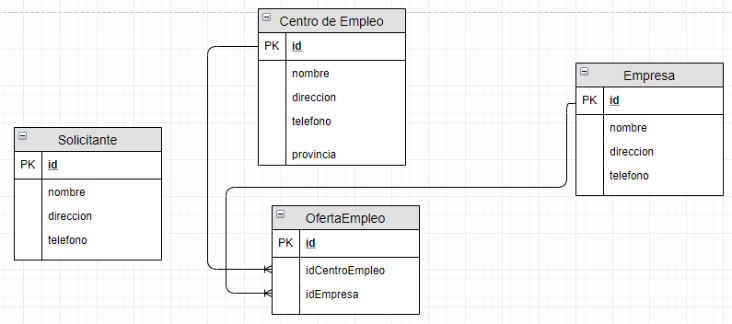 Centro de Empleo
PK id
nombre
direccion
telefono
provincia
Empresa
PK id
nombre
direccion
telefono
Solicitante
PK id
nombre
direccion
telefono
OfertaEmpleo
PK id
idCentroEmpleo
idEmpresa